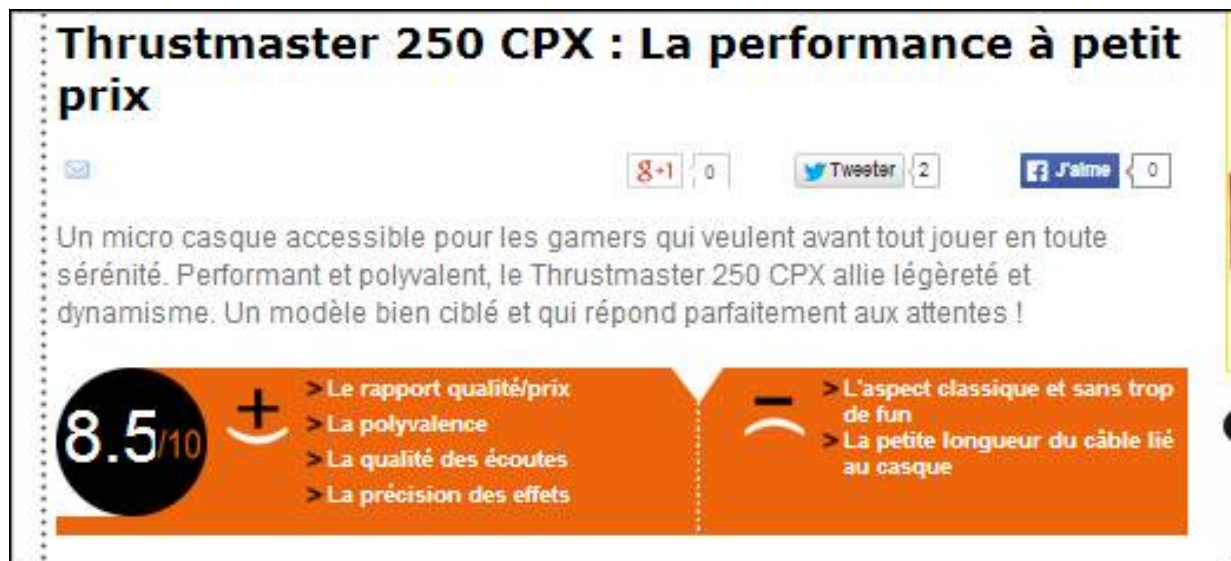 Thrustmaster 250 CPX : La performance à petit
prix
g+1 0
Tweeter 2
J'aime 0
Un micro casque accessible pour les gamers qui veulent avant tout jouer en toute
sérénité. Performant et polyvalent, le Thrustmaster 250 CPX allie légèreté et
dynamisme. Un modèle bien ciblé et qui répond parfaitement aux attentes !
8.5/10
+
> Le rapport qualité/prix
> La polyvalence
> La qualité des écoutes
> La précision des effets
-
> L'aspect classique et sans trop
de fun
> La petite longueur du câble lié
au casque